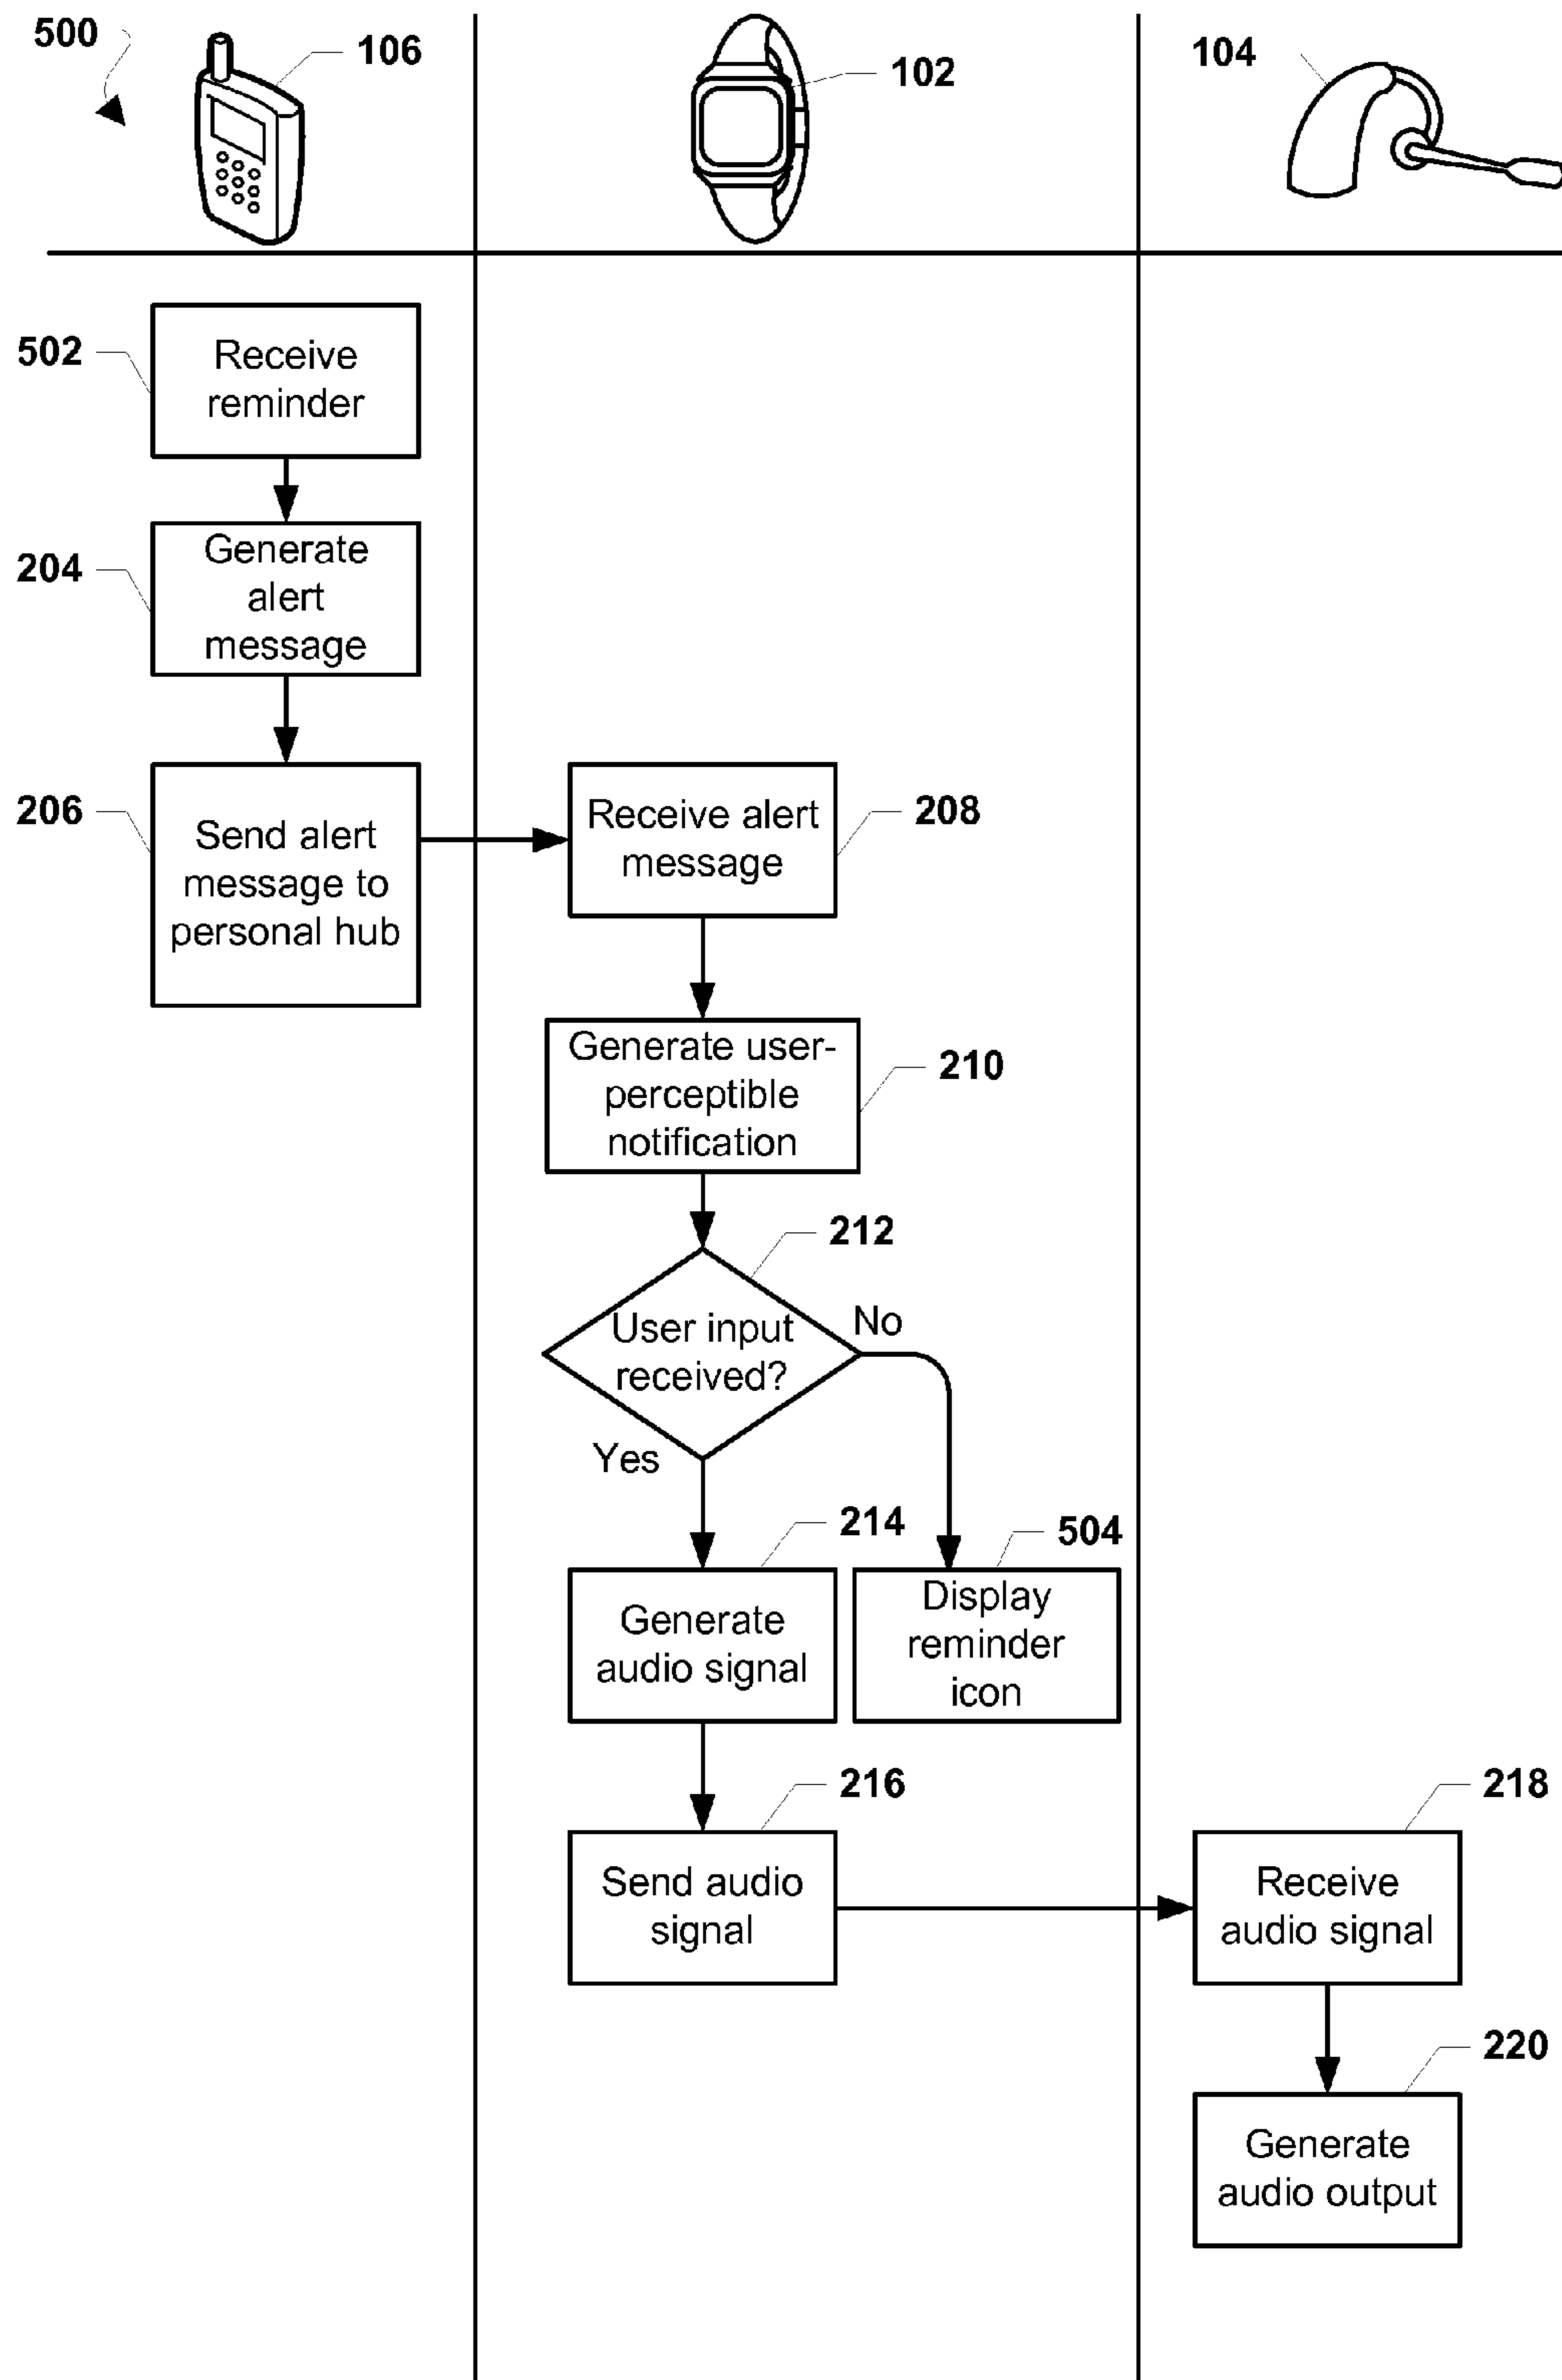 500
106
102
104
502
Receive
reminder
204
Generate
alert
message
206
Send alert
message to
personal hub
Receive alert
message
208
Generate user-
perceptible
notification
210
212
User input
received?
No
Yes
214
504
Generate
audio signal
Display
reminder
icon
216
218
Send audio
signal
Receive
audio signal
220
Generate
audio output